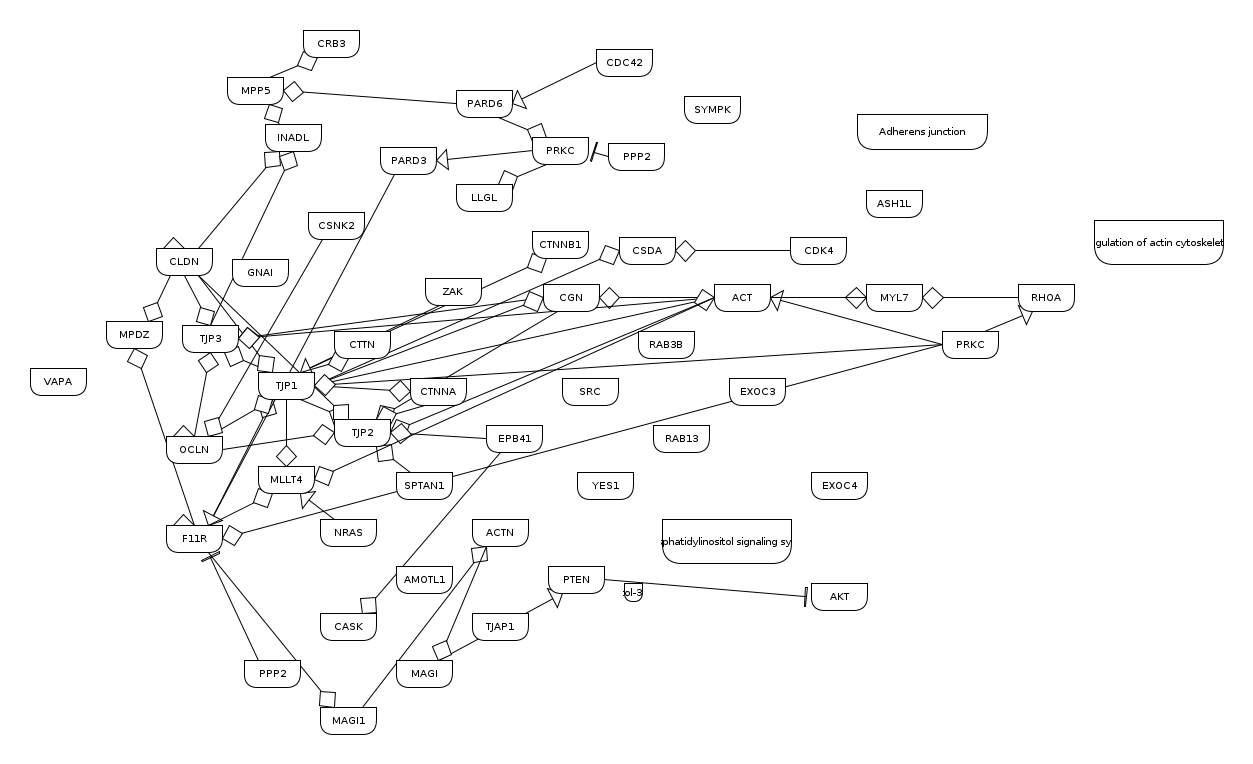 CRB3
CDC42
MPP5
PARD6
SYMPK
Adherens junction
INADL
PARD3
PRKC
PPP2
LLGL
ASH1L
CSNK2
CTNNB1
CSDA
CDK4
gulation of actin cytoskelet
CLDN
GNAI
ZAK
CGN
ACT
MYL7
RHOA
MPDZ
TJP3
CTTN
RAB3B
PRKC
VAPA
TJP1
CTNNA
SRC
EXOC3
OCLN
TJP2
EPB41
RAB13
MLLT4
SPTAN1
YES1
EXOC4
F11R
NRAS
ACTN
phatidylinositol signaling sy
AMOTL1
PTEN
ol-3
AKT
CASK
TJAP1
PPP2
MAGI
MAGI1